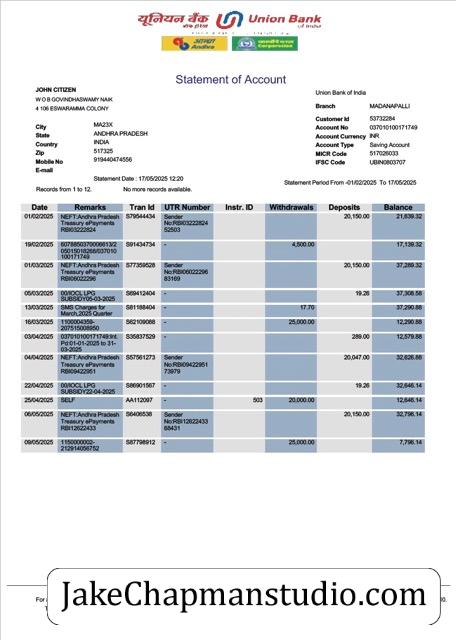 यूनियन बैंक Union Bank
of India
आन्ध्रा Andhra
Corporation
Statement of Account
JOHN CITIZEN
W O B GOVINDHASWAMY NAIK
4 106 ESWARAMMA COLONY
City MA23X
State ANDHRA PRADESH
Country INDIA
Zip 517325
Mobile No 919440474556
E-mail
Union Bank of India
Branch MADANAPALLI
Customer Id 53732284
Account No 037010100171749
Account Currency INR
Account Type Saving Account
MICR Code 517026033
IFSC Code UBIN0803707
Statement Date : 17/05/2025 12:20
Statement Period From -01/02/2025 To 17/05/2025
Records from 1 to 12. No more records available.
Date Remarks Tran Id UTR Number Instr. ID Withdrawals Deposits Balance
01/02/2025 NEFT:Andhra Pradesh S79544434 Sender 20,150.00 21,639.32
Treasury ePayments No:RBI03222824
RBI03222824 52503
19/02/2025 6078850370006613/2 S91434734 - 4,500.00 17,139.32
05015018268/037010
100171749
01/03/2025 NEFT:Andhra Pradesh S77359528 Sender 20,150.00 37,289.32
Treasury ePayments No:RBI06022296
RBI06022296 83169
05/03/2025 00/IOCL LPG S69412404 - 19.26 37,308.58
SUBSIDY05-03-2025
13/03/2025 SMS Charges for S81188404 - 17.70 37,290.88
March,2025 Quarter
16/03/2025 1100004359- S62109088 - 25,000.00 12,290.88
207515008950
03/04/2025 037010100171749:Int. S35837529 - 289.00 12,579.88
Pd:01-01-2025 to 31-
03-2025
04/04/2025 NEFT:Andhra Pradesh S57561273 Sender 20,047.00 32,626.88
Treasury ePayments No:RBI09422951
RBI09422951 73979
22/04/2025 00/IOCL LPG S86901567 - 19.26 32,646.14
SUBSIDY22-04-2025
25/04/2025 SELF AA112097 - 503 20,000.00 12,646.14
06/05/2025 NEFT:Andhra Pradesh S6406538 Sender 20,150.00 32,796.14
Treasury ePayments No:RBI12622433
RBI12622433 68431
09/05/2025 1150000002- S87798912 - 25,000.00 7,796.14
212914056752
JakeChapmanstudio.com